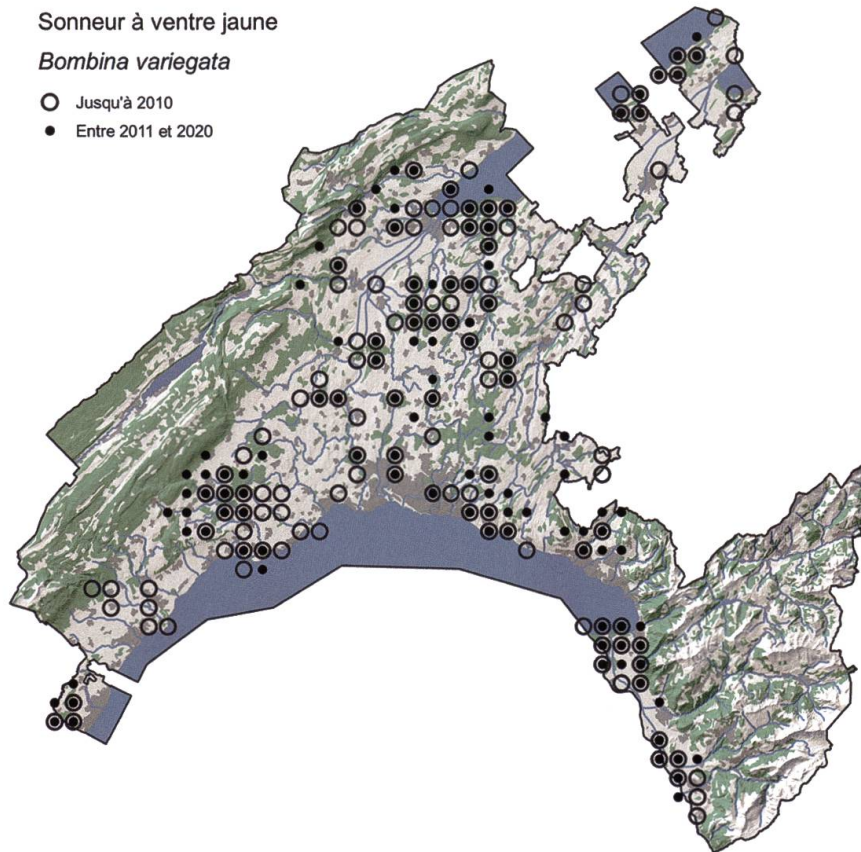 Sonneur à ventre jaune
Bombina variegata
Jusqu'à 2010
Entre 2011 et 2020